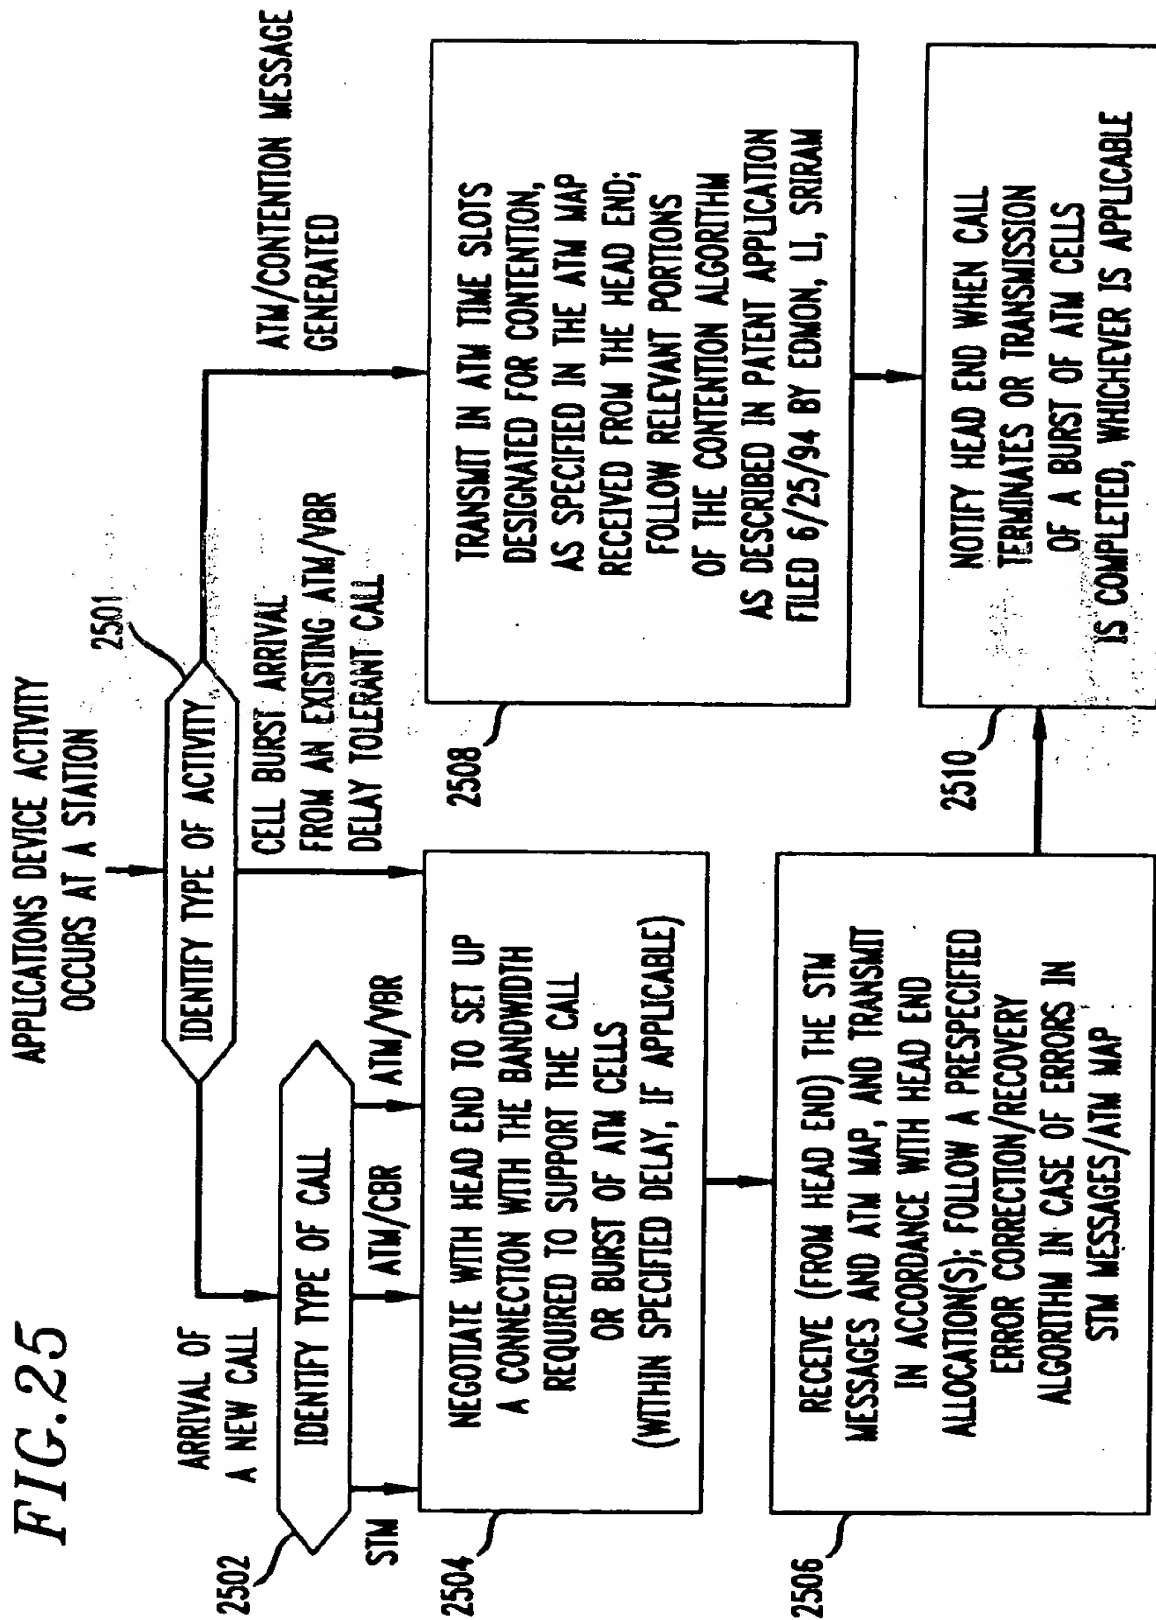 FIG.25
APPLICATIONS DEVICE ACTIVITY
OCCURS AT A STATION
2501
IDENTIFY TYPE OF ACTIVITY
ARRIVAL OF
A NEW CALL
CELL BURST ARRIVAL
FROM AN EXISTING ATM/VBR
DELAY TOLERANT CALL
ATM/CONTENTION MESSAGE
GENERATED
2502
IDENTIFY TYPE OF CALL
STM
ATM/CBR
ATM/VBR
2504
NEGOTIATE WITH HEAD END TO SET UP
A CONNECTION WITH THE BANDWIDTH
REQUIRED TO SUPPORT THE CALL
OR BURST OF ATM CELLS
(WITHIN SPECIFIED DELAY, IF APPLICABLE)
2508
TRANSMIT IN ATM TIME SLOTS
DESIGNATED FOR CONTENTION,
AS SPECIFIED IN THE ATM MAP
RECEIVED FROM THE HEAD END;
FOLLOW RELEVANT PORTIONS
OF THE CONTENTION ALGORITHM
AS DESCRIBED IN PATENT APPLICATION
FILED 6/25/94 BY EDMON, LI, SRIRAM
2506
RECEIVE (FROM HEAD END) THE STM
MESSAGES AND ATM MAP, AND TRANSMIT
IN ACCORDANCE WITH HEAD END
ALLOCATION(S); FOLLOW A PRESPECIFIED
ERROR CORRECTION/RECOVERY
ALGORITHM IN CASE OF ERRORS IN
STM MESSAGES/ATM MAP
2510
NOTIFY HEAD END WHEN CALL
TERMINATES OR TRANSMISSION
OF A BURST OF ATM CELLS
IS COMPLETED, WHICHEVER IS APPLICABLE